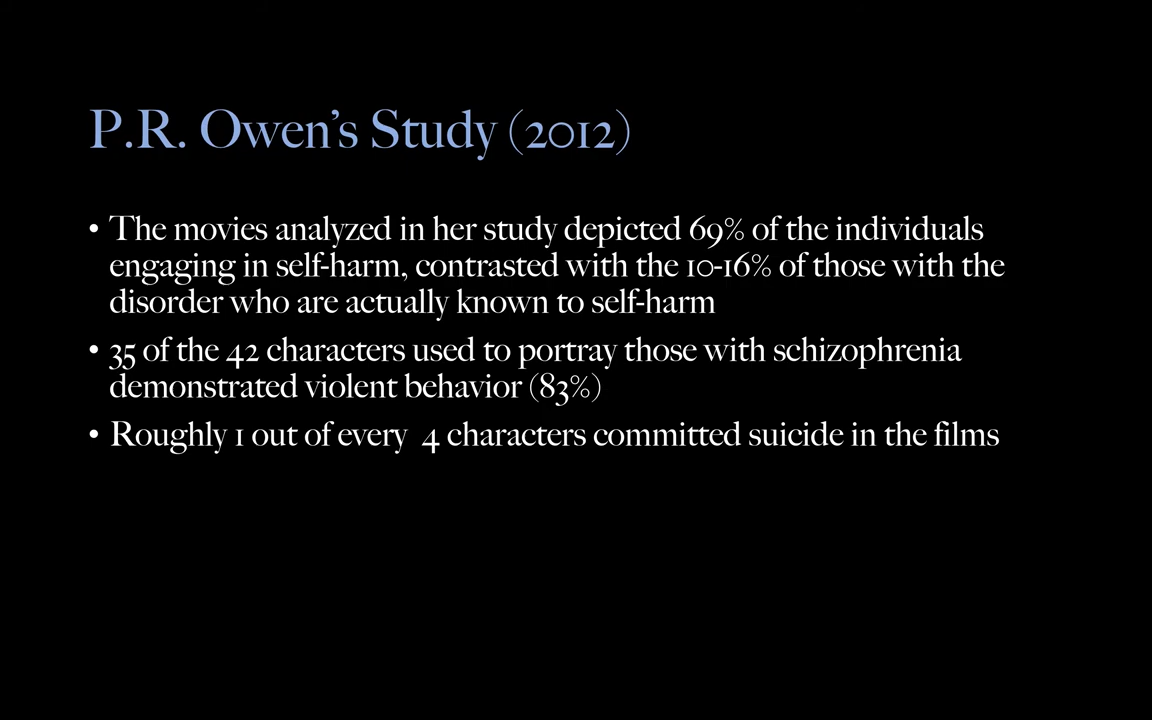 P.R. Owen’s Study (2012)
• The movies analyzed in her study depicted 69% of the individuals
engaging in self-harm, contrasted with the 10-16% of those with the
disorder who are actually known to self-harm
• 35 of the 42 characters used to portray those with schizophrenia
demonstrated violent behavior (83%)
• Roughly 1 out of every  4 characters committed suicide in the films